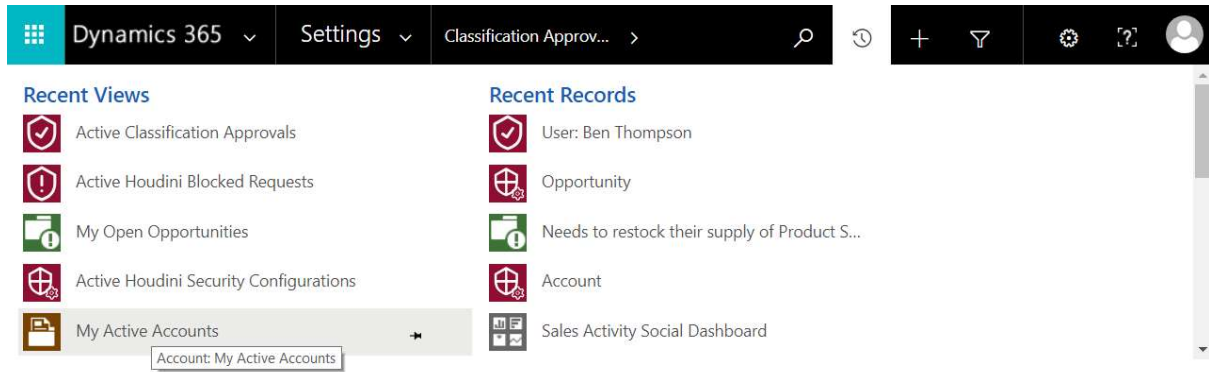 Dynamics 365 Settings Classification Approv... >
Recent Views
Active Classification Approvals
Active Houdini Blocked Requests
My Open Opportunities
Active Houdini Security Configurations
My Active Accounts
Account: My Active Accounts
Recent Records
User: Ben Thompson
Opportunity
Needs to restock their supply of Product S...
Account
Sales Activity Social Dashboard